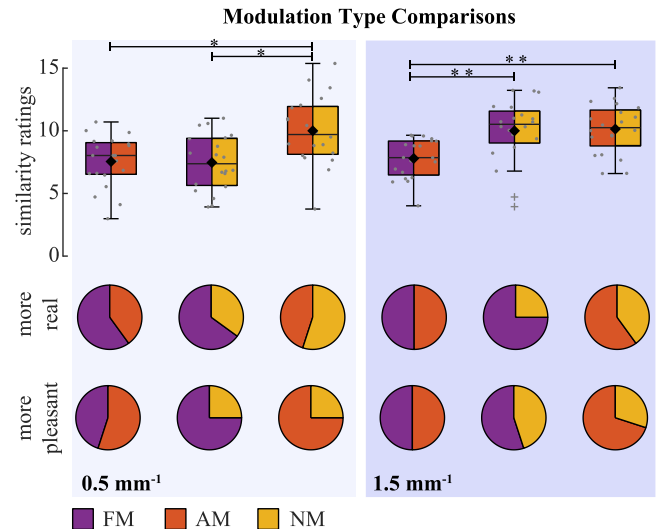 Modulation Type Comparisons
*
*
* *
* *
similarity ratings
15
10
5
0
more
real
more
pleasant
0.5 mm⁻¹
1.5 mm⁻¹
FM AM NM